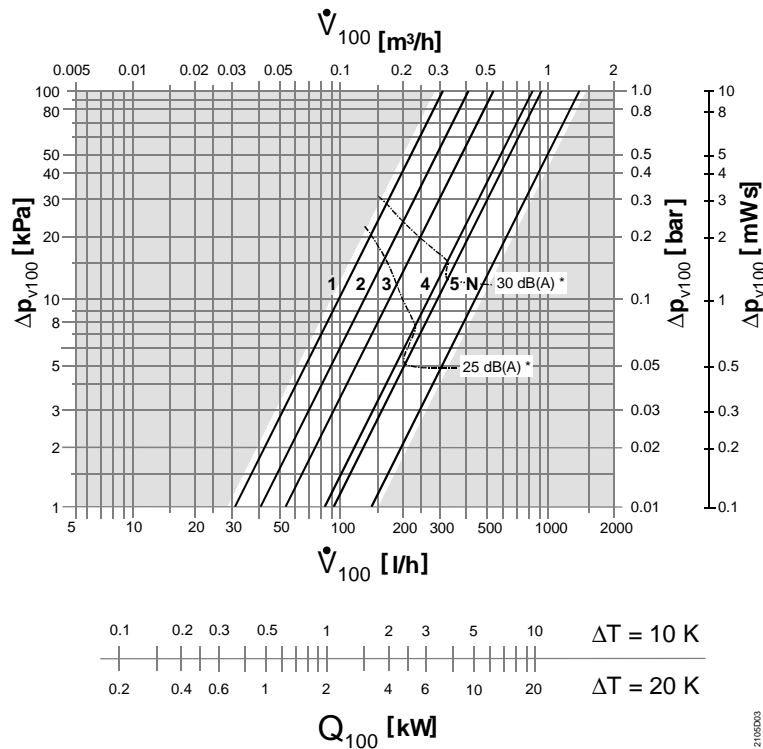 V̇100 [m³/h]
0.005 0.01 0.02 0.03 0.05 0.1 0.2 0.3 0.5 1 2
100 1.0 10
80 0.8 8
50 0.5 5
40 0.4 4
30 0.3 3
20 0.2 2
Δpv100 [kPa]
Δpv100 [bar]
Δpv100 [mWs]
1 2 3 4 5 N 30 dB(A) *
10 0.1 1
8
5 0.05 0.5
25 dB(A) *
3 0.03 0.3
2 0.02 0.2
1 0.01 0.1
5 10 20 30 50 100 200 300 500 1000 2000
V̇100 [l/h]
0.1 0.2 0.3 0.5 1 2 3 5 10 ΔT = 10 K
0.2 0.4 0.6 1 2 4 6 10 20 ΔT = 20 K
Q100 [kW]
2105D03